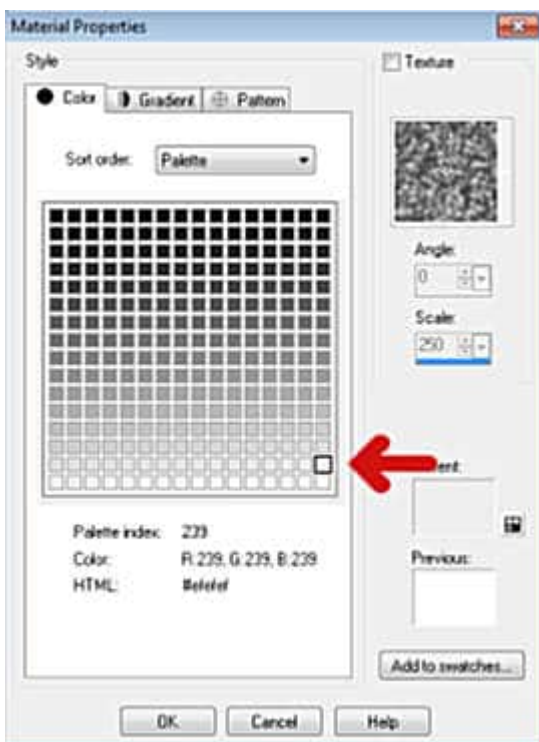 Material Properties
Style
Texture
Color Gradient Pattern
Sort order: Palette
Angle:
0
Scale:
250
Palette index: 239
Color: R:239, G:239, B:239
HTML: #efefef
Previous:
Add to swatches...
OK Cancel Help